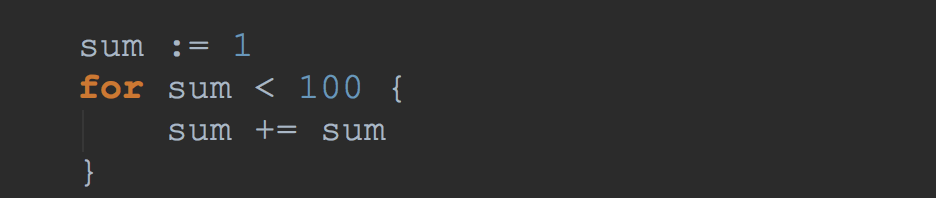 sum := 1
for sum < 100 {
    sum += sum
}